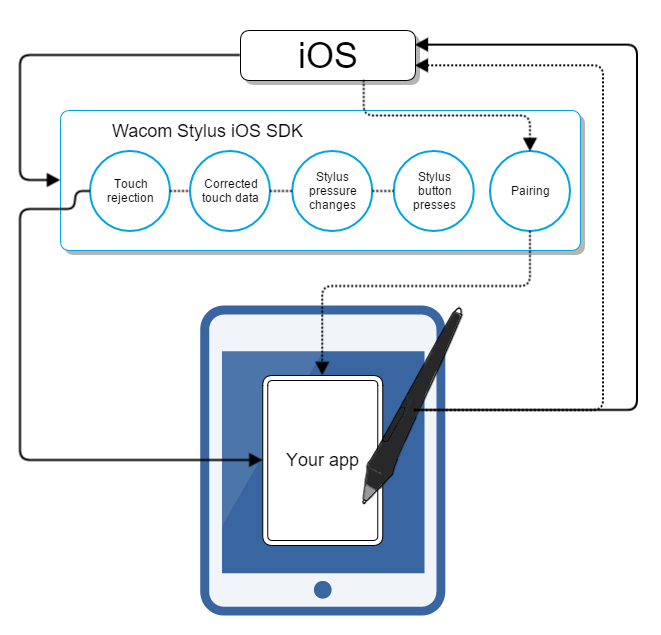 iOS
Wacom Stylus iOS SDK
Touch
rejection
Corrected
touch data
Stylus
pressure
changes
Stylus
button
presses
Pairing
Your app